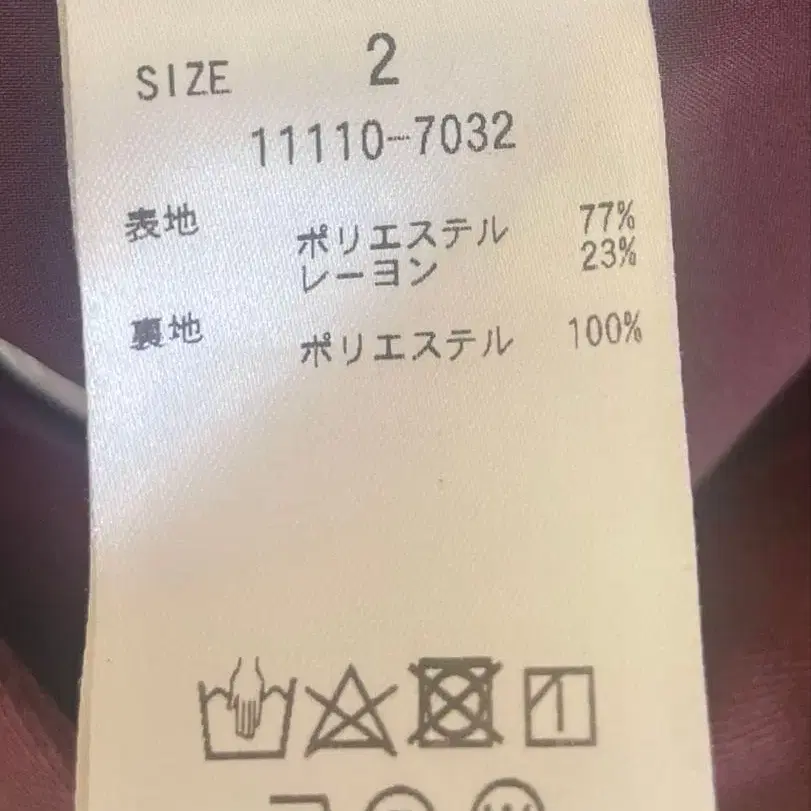 SIZE 2
11110-7032
表地 ポリエステル 77%
レーヨン 23%
裏地 ポリエステル 100%